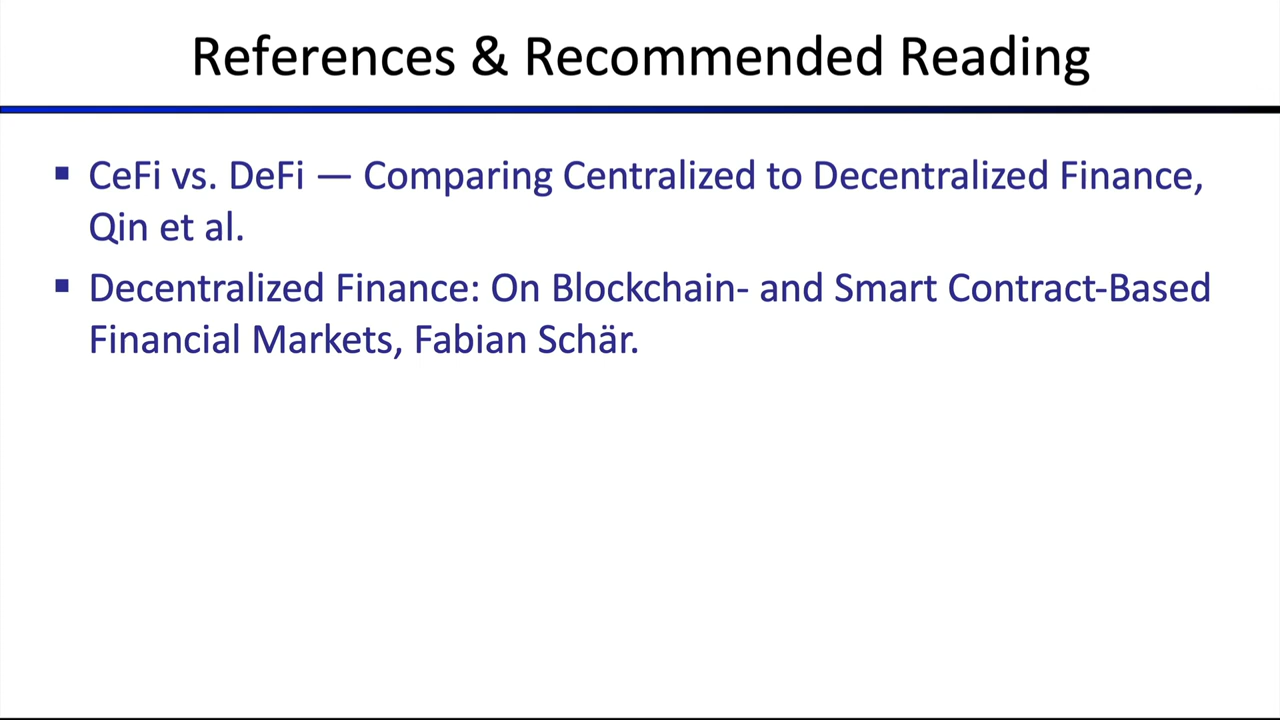 References & Recommended Reading
▪ CeFi vs. DeFi — Comparing Centralized to Decentralized Finance,
Qin et al.
▪ Decentralized Finance: On Blockchain- and Smart Contract-Based
Financial Markets, Fabian Schär.